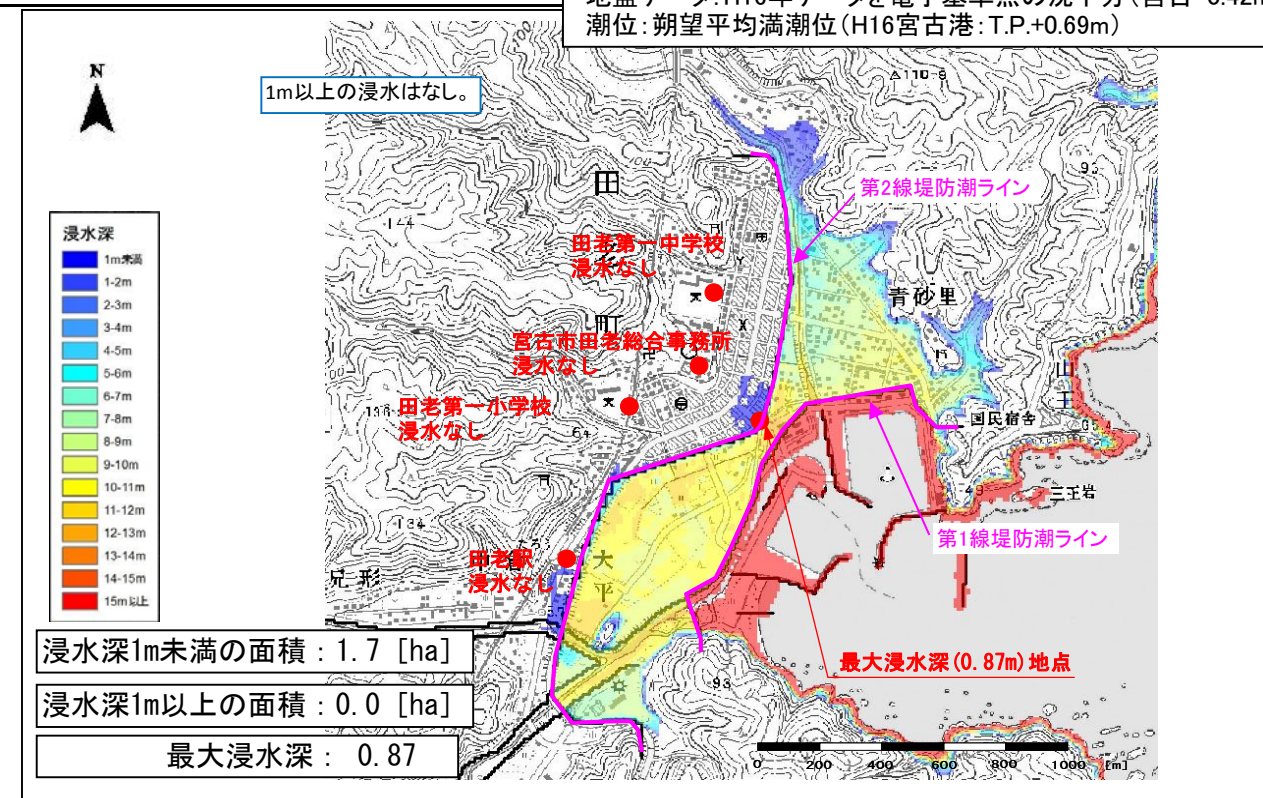 潮位：朔望平均満潮位(H16宮古港：T.P.+0.69m)
N
1m以上の浸水はなし。
110.9
93
田
第2線堤防潮ライン
144
浸水深
1m未満
1-2m
2-3m
3-4m
4-5m
5-6m
6-7m
7-8m
8-9m
9-10m
10-11m
11-12m
12-13m
13-14m
14-15m
15m以上
田老第一中学校
浸水なし
青砂里
町
宮古市田老総合事務所
浸水なし
山王
田老第一小学校
浸水なし
64
国民宿舎
三王岩
134
第1線堤防潮ライン
田老駅
浸水なし
大平
浸水深1m未満の面積：1.7 [ha]
最大浸水深(0.87m)地点
93
浸水深1m以上の面積：0.0 [ha]
最大浸水深： 0.87
0 200 400 600 800 1000 [m]